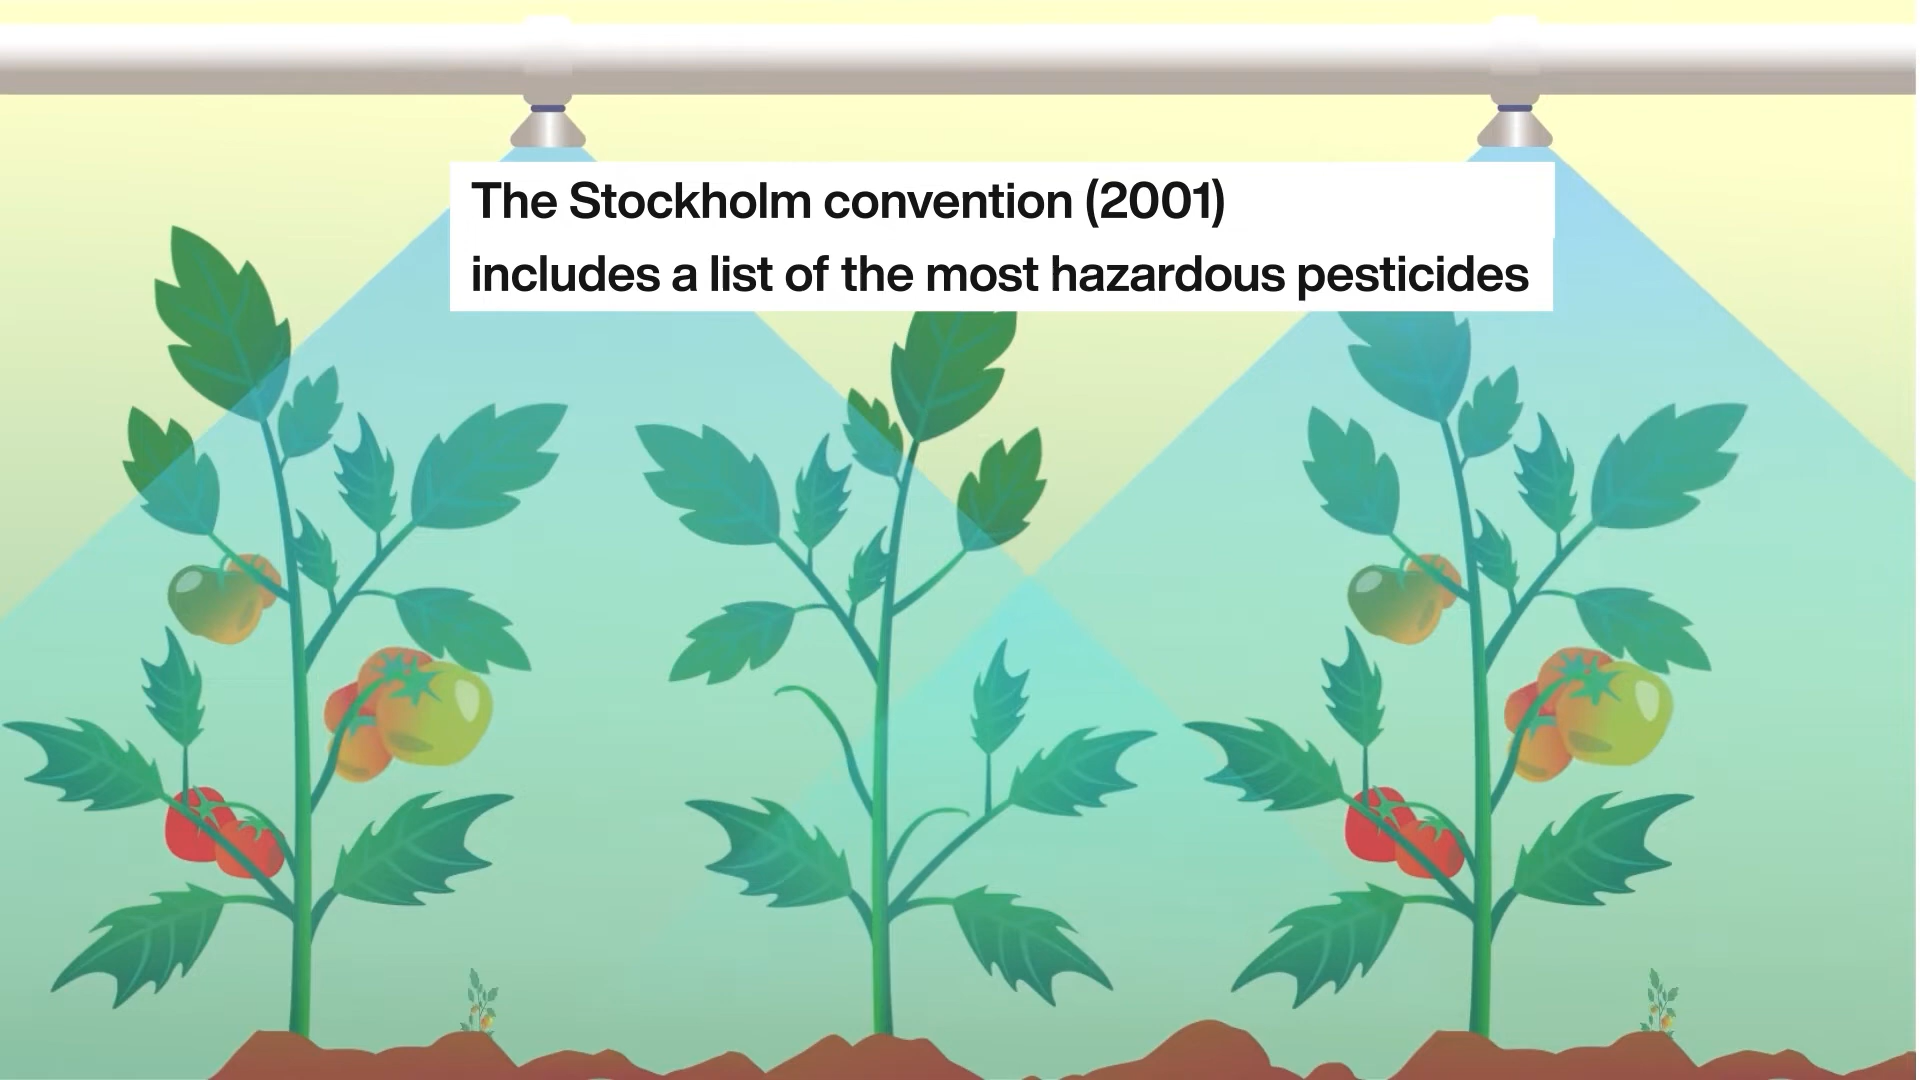 The Stockholm convention (2001)
includes a list of the most hazardous pesticides